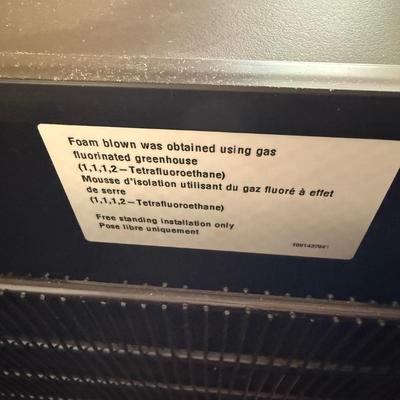 Foam blown was obtained using gas
fluorinated greenhouse
(1,1,1,2-Tetrafluoroethane)
Mousse d'isolation utilisant du gaz fluoré à effet
de serre
(1,1,1,2-Tetrafluoroethane)
Free standing installation only
Pose libre uniquement